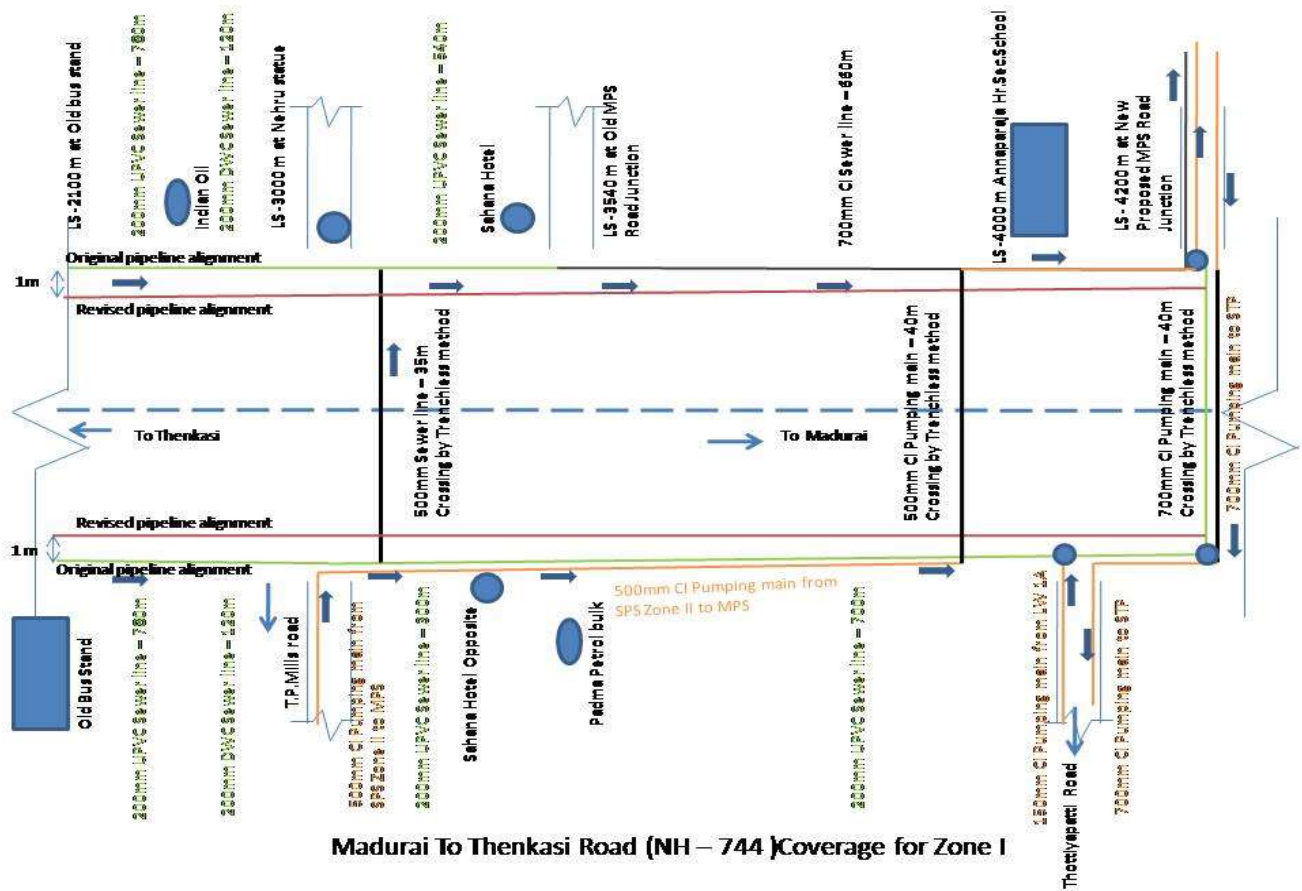 LS -2100 m at Old bus stand
200mm UPVC Sewer line = 780m
Indian Oil
200mm DWC Sewer line = 120m
LS -3000 m at Nehru statue
200mm UPVC Sewer line = 540m
Sahana Hotel
LS -3540 m at Old MPS
Road Junction
700mm CI Sewer line = 660m
LS-4000 m Annaparaja Hr.Sec.School
LS - 4200 m at New
Proposed MPS Road
Junction
Original pipeline alignment
1m
Revised pipeline alignment
500mm Sewer line = 35m
Crossing by Trenchless method
500mm CI Pumping main = 40m
Crossing by Trenchless method
700mm CI Pumping main = 40m
Crossing by Trenchless method
700mm CI Pumping main to STP
To Thenkasi
To Madurai
Revised pipeline alignment
1 m
Original pipeline alignment
Old Bus Stand
200mm UPVC Sewer line = 780m
200mm DWC Sewer line = 120m
T.P.Mills road
500mm CI Pumping main from
SPS Zone II to MPS
200mm UPVC Sewer line =
Sahana Hotel Opposite
Padma Petrol bulk
500mm CI Pumping main from
SPS Zone II to MPS
200mm UPVC Sewer line = 700m
150mm CI Pumping main from LW 1A
Thottiyapatti Road
700mm CI Pumping main to STP
Madurai To Thenkasi Road (NH – 744 )Coverage for Zone I